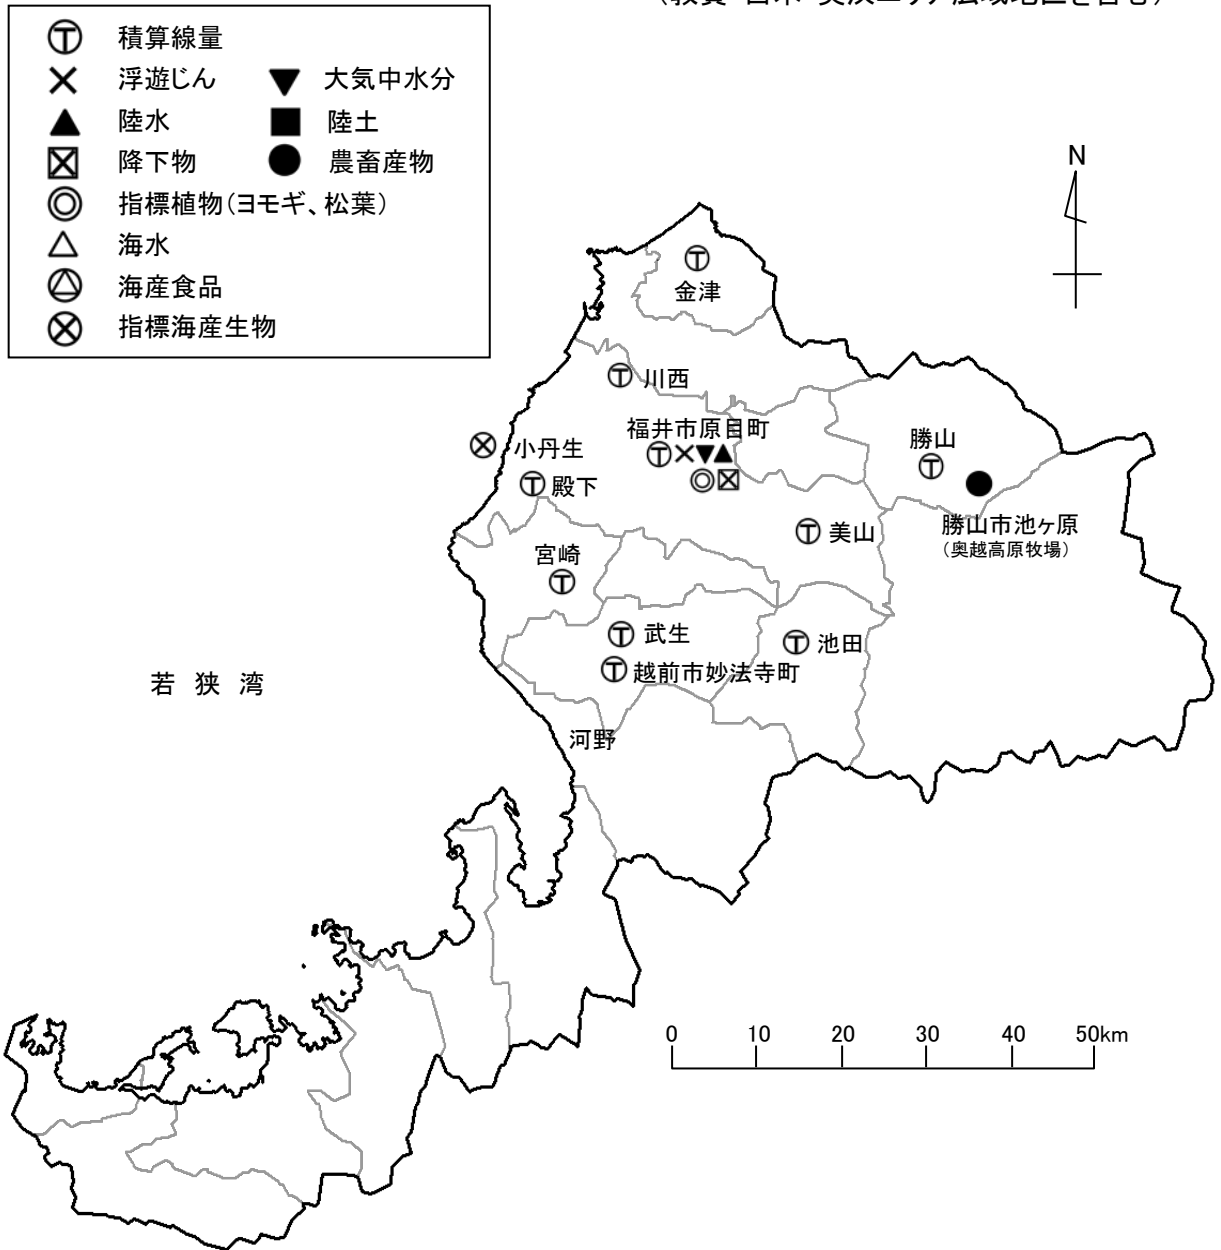 積算線量
浮遊じん 大気中水分
陸水 陸土
降下物 農畜産物
指標植物(ヨモギ、松葉)
海水
海産食品
指標海産生物
N
金津
川西
福井市原目町
勝山
小丹生
殿下
勝山市池ヶ原
(奥越高原牧場)
美山
宮崎
武生
池田
越前市妙法寺町
若狭湾
河野
0 10 20 30 40 50km